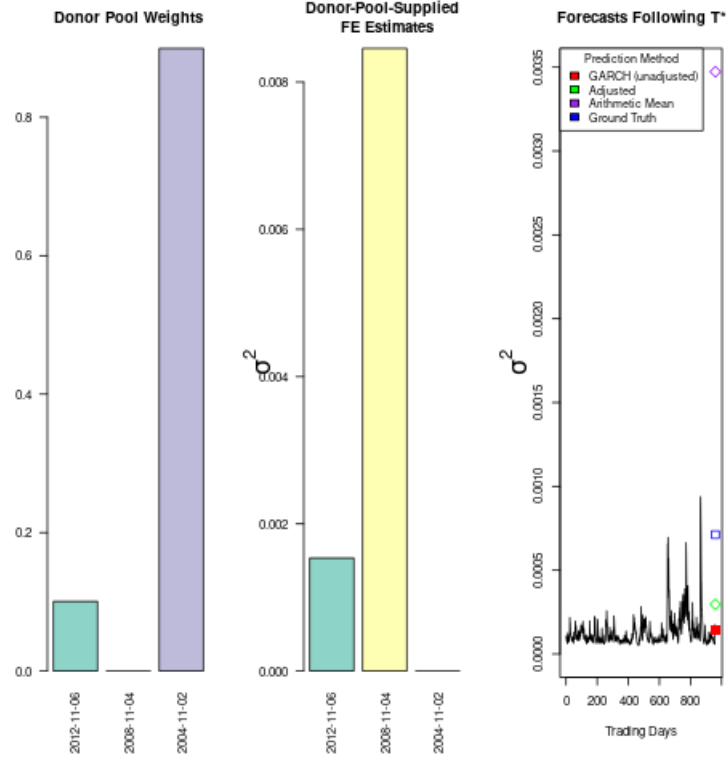 Donor Pool Weights
0.8
0.6
0.4
0.2
0.0
2012-11-06
2008-11-04
2004-11-02
Donor-Pool-Supplied
FE Estimates
σ2
0.008
0.006
0.004
0.002
0.000
2012-11-06
2008-11-04
2004-11-02
Forecasts Following T*
σ2
0.0035
0.0030
0.0025
0.0020
0.0015
0.0010
0.0005
0.0000
Prediction Method
GARCH (unadjusted)
Adjusted
Arithmetic Mean
Ground Truth
0 200 400 600 800
Trading Days